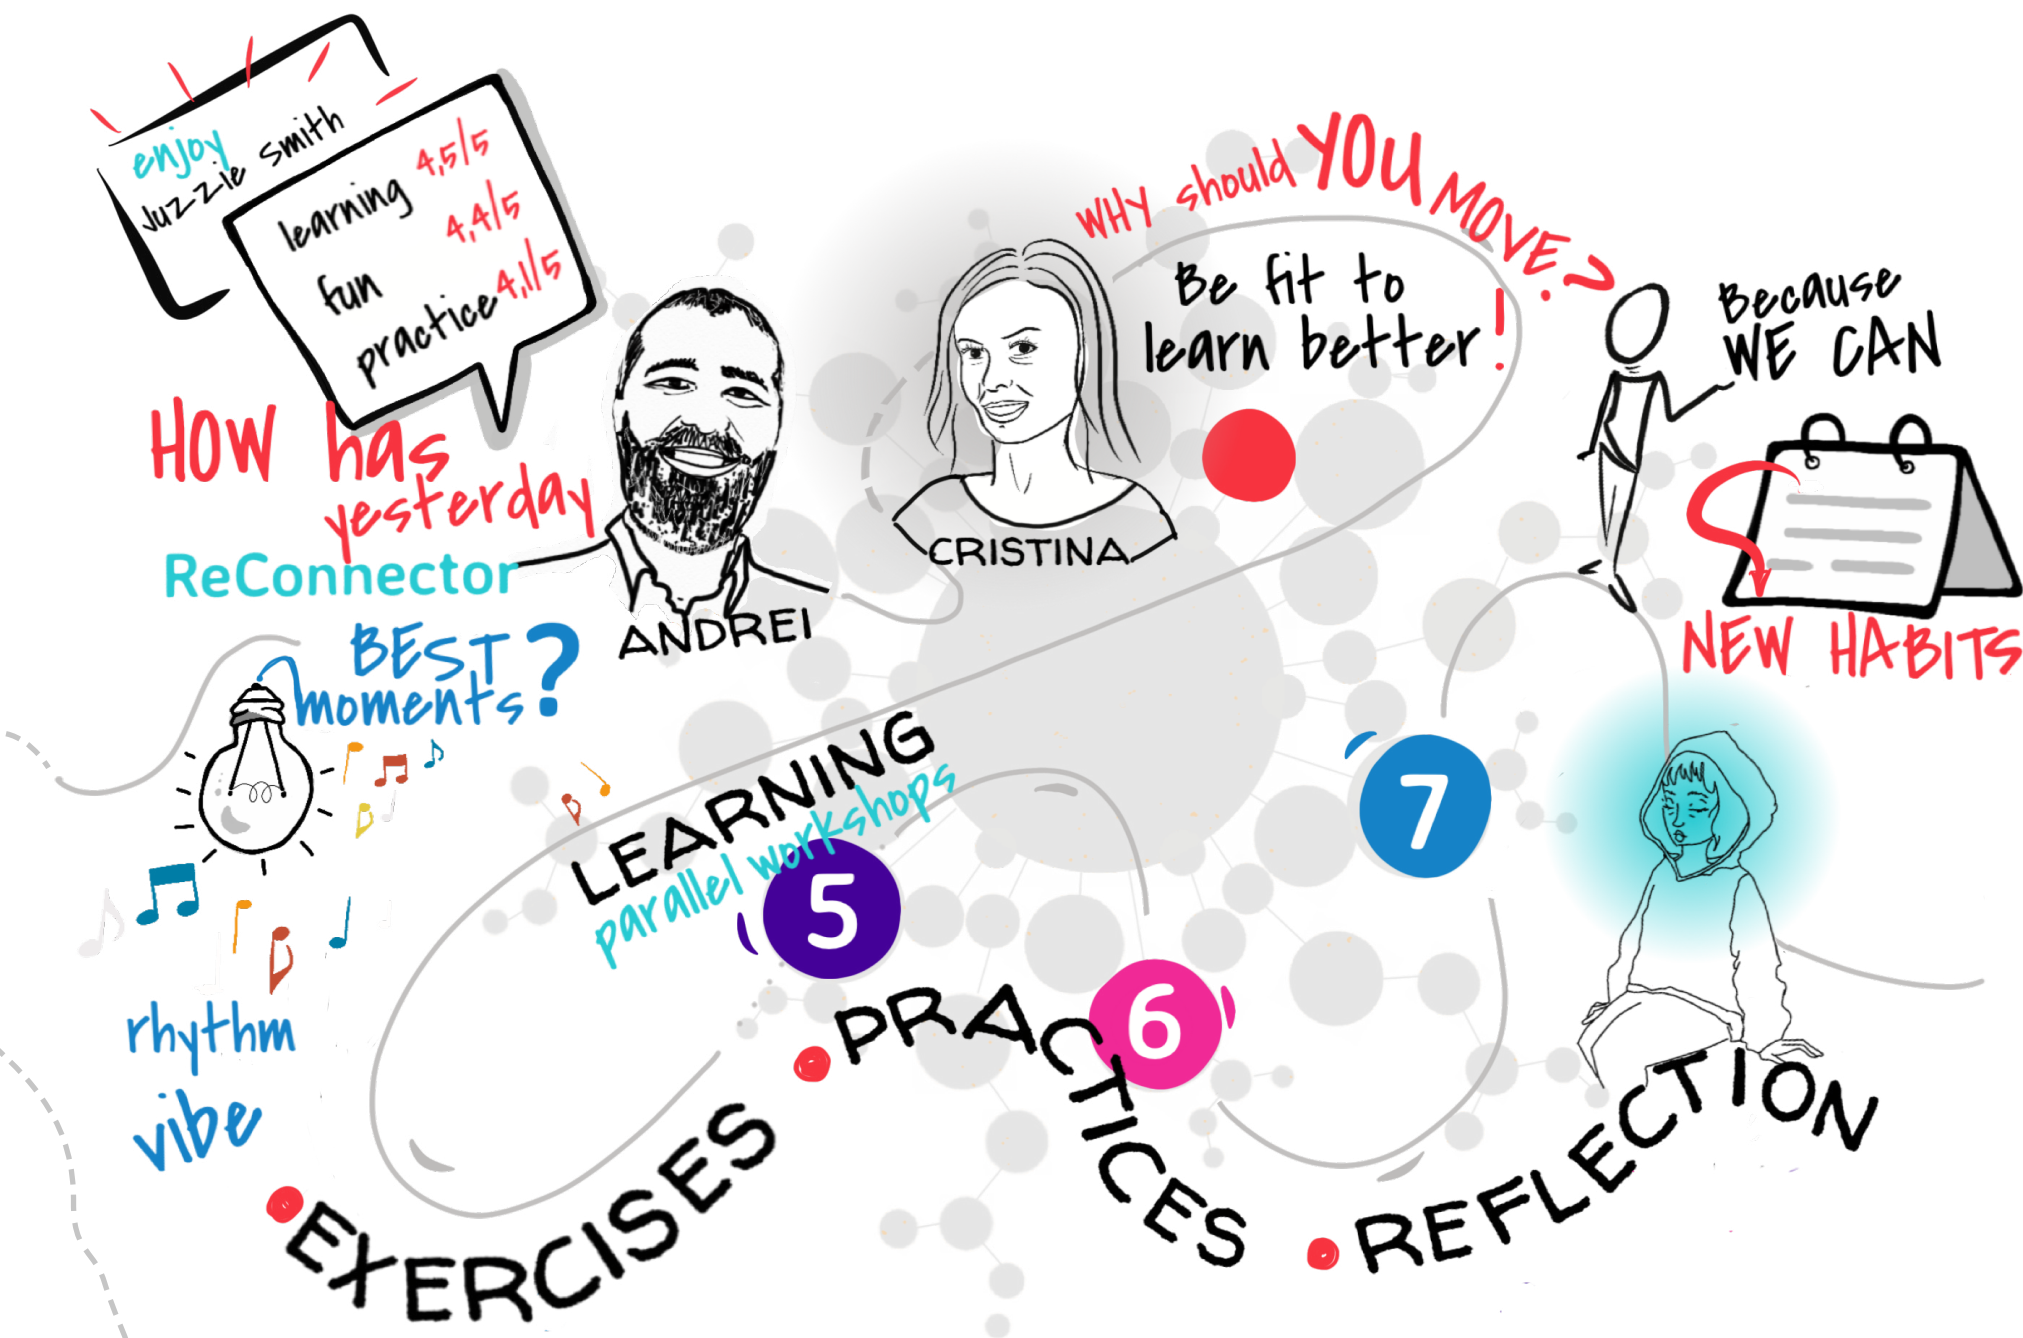 enjoy
Juzzie Smith
learning 4,5/5
fun 4,4/5
practice 4,1/5
HOW has
yesterday
ReConnector
BEST
moments?
ANDREI
CRISTINA
WHY should YOU MOVE?
Be fit to
learn better!
Because
WE CAN
NEW HABITS
LEARNING
parallel workshops
5
6
7
rhythm
vibe
EXERCISES
PRACTICES
REFLECTION